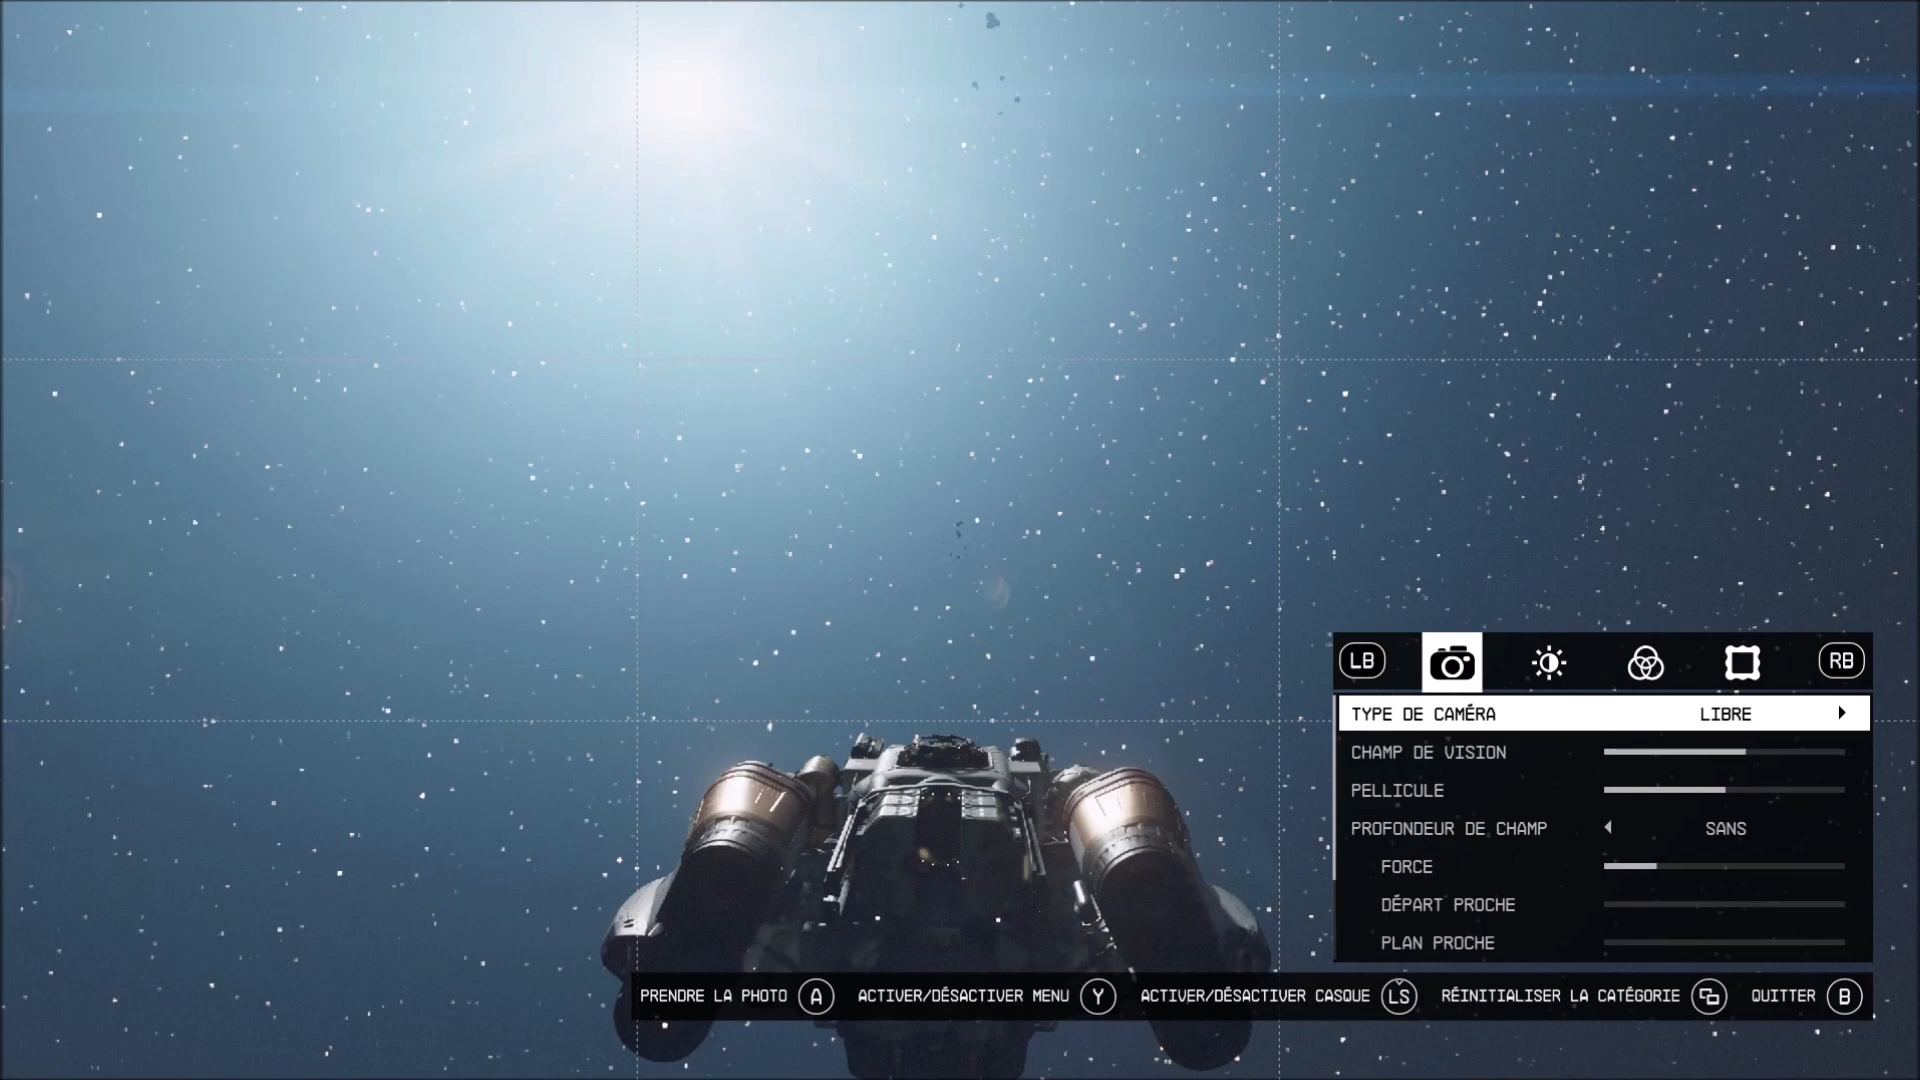 LB RB
TYPE DE CAMÉRA LIBRE
CHAMP DE VISION
PELLICULE
PROFONDEUR DE CHAMP SANS
FORCE
DÉPART PROCHE
PLAN PROCHE
PRENDRE LA PHOTO A ACTIVER/DÉSACTIVER MENU Y ACTIVER/DÉSACTIVER CASQUE LS RÉINITIALISER LA CATÉGORIE QUITTER B